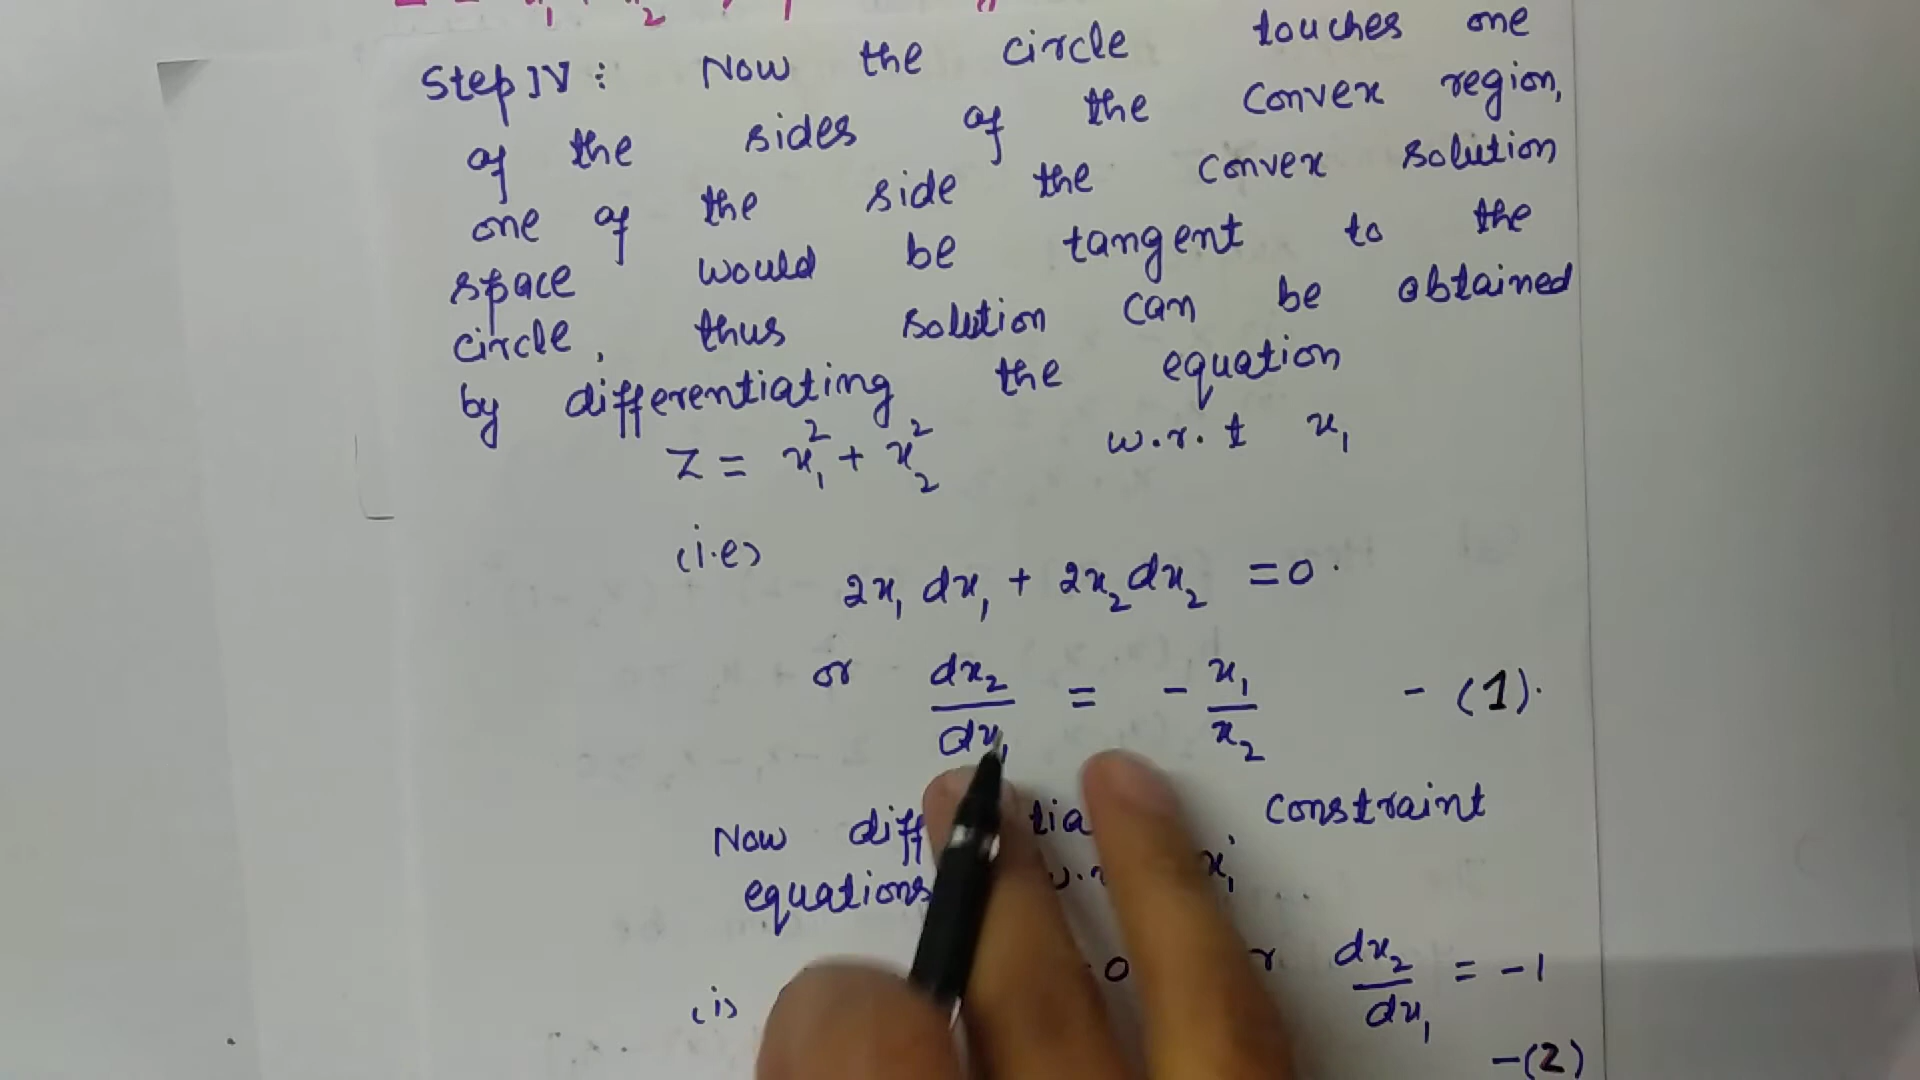 Step IV : Now the circle touches one
of the sides of the convex region,
one of the side the convex solution
space would be tangent to the
circle, thus solution can be obtained
by differentiating the equation
Z = x₁² + x₂² w.r.t x₁
(i.e)
2x₁ dx₁ + 2x₂ dx₂ = 0.
or dx₂/dx₁ = - x₁/x₂ - (1).
Now constraint
equations x₁
(i) 0 dx₂/dx₁ = -1
-(2)